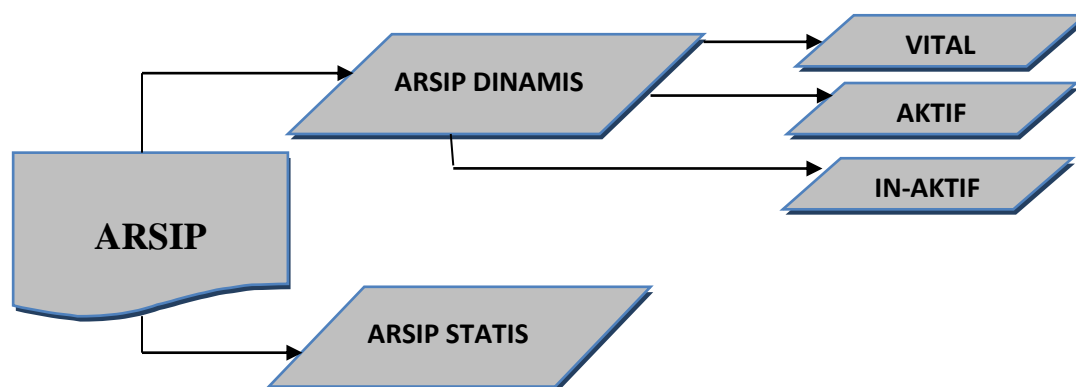 ARSIP
ARSIP DINAMIS
VITAL
AKTIF
IN-AKTIF
ARSIP STATIS